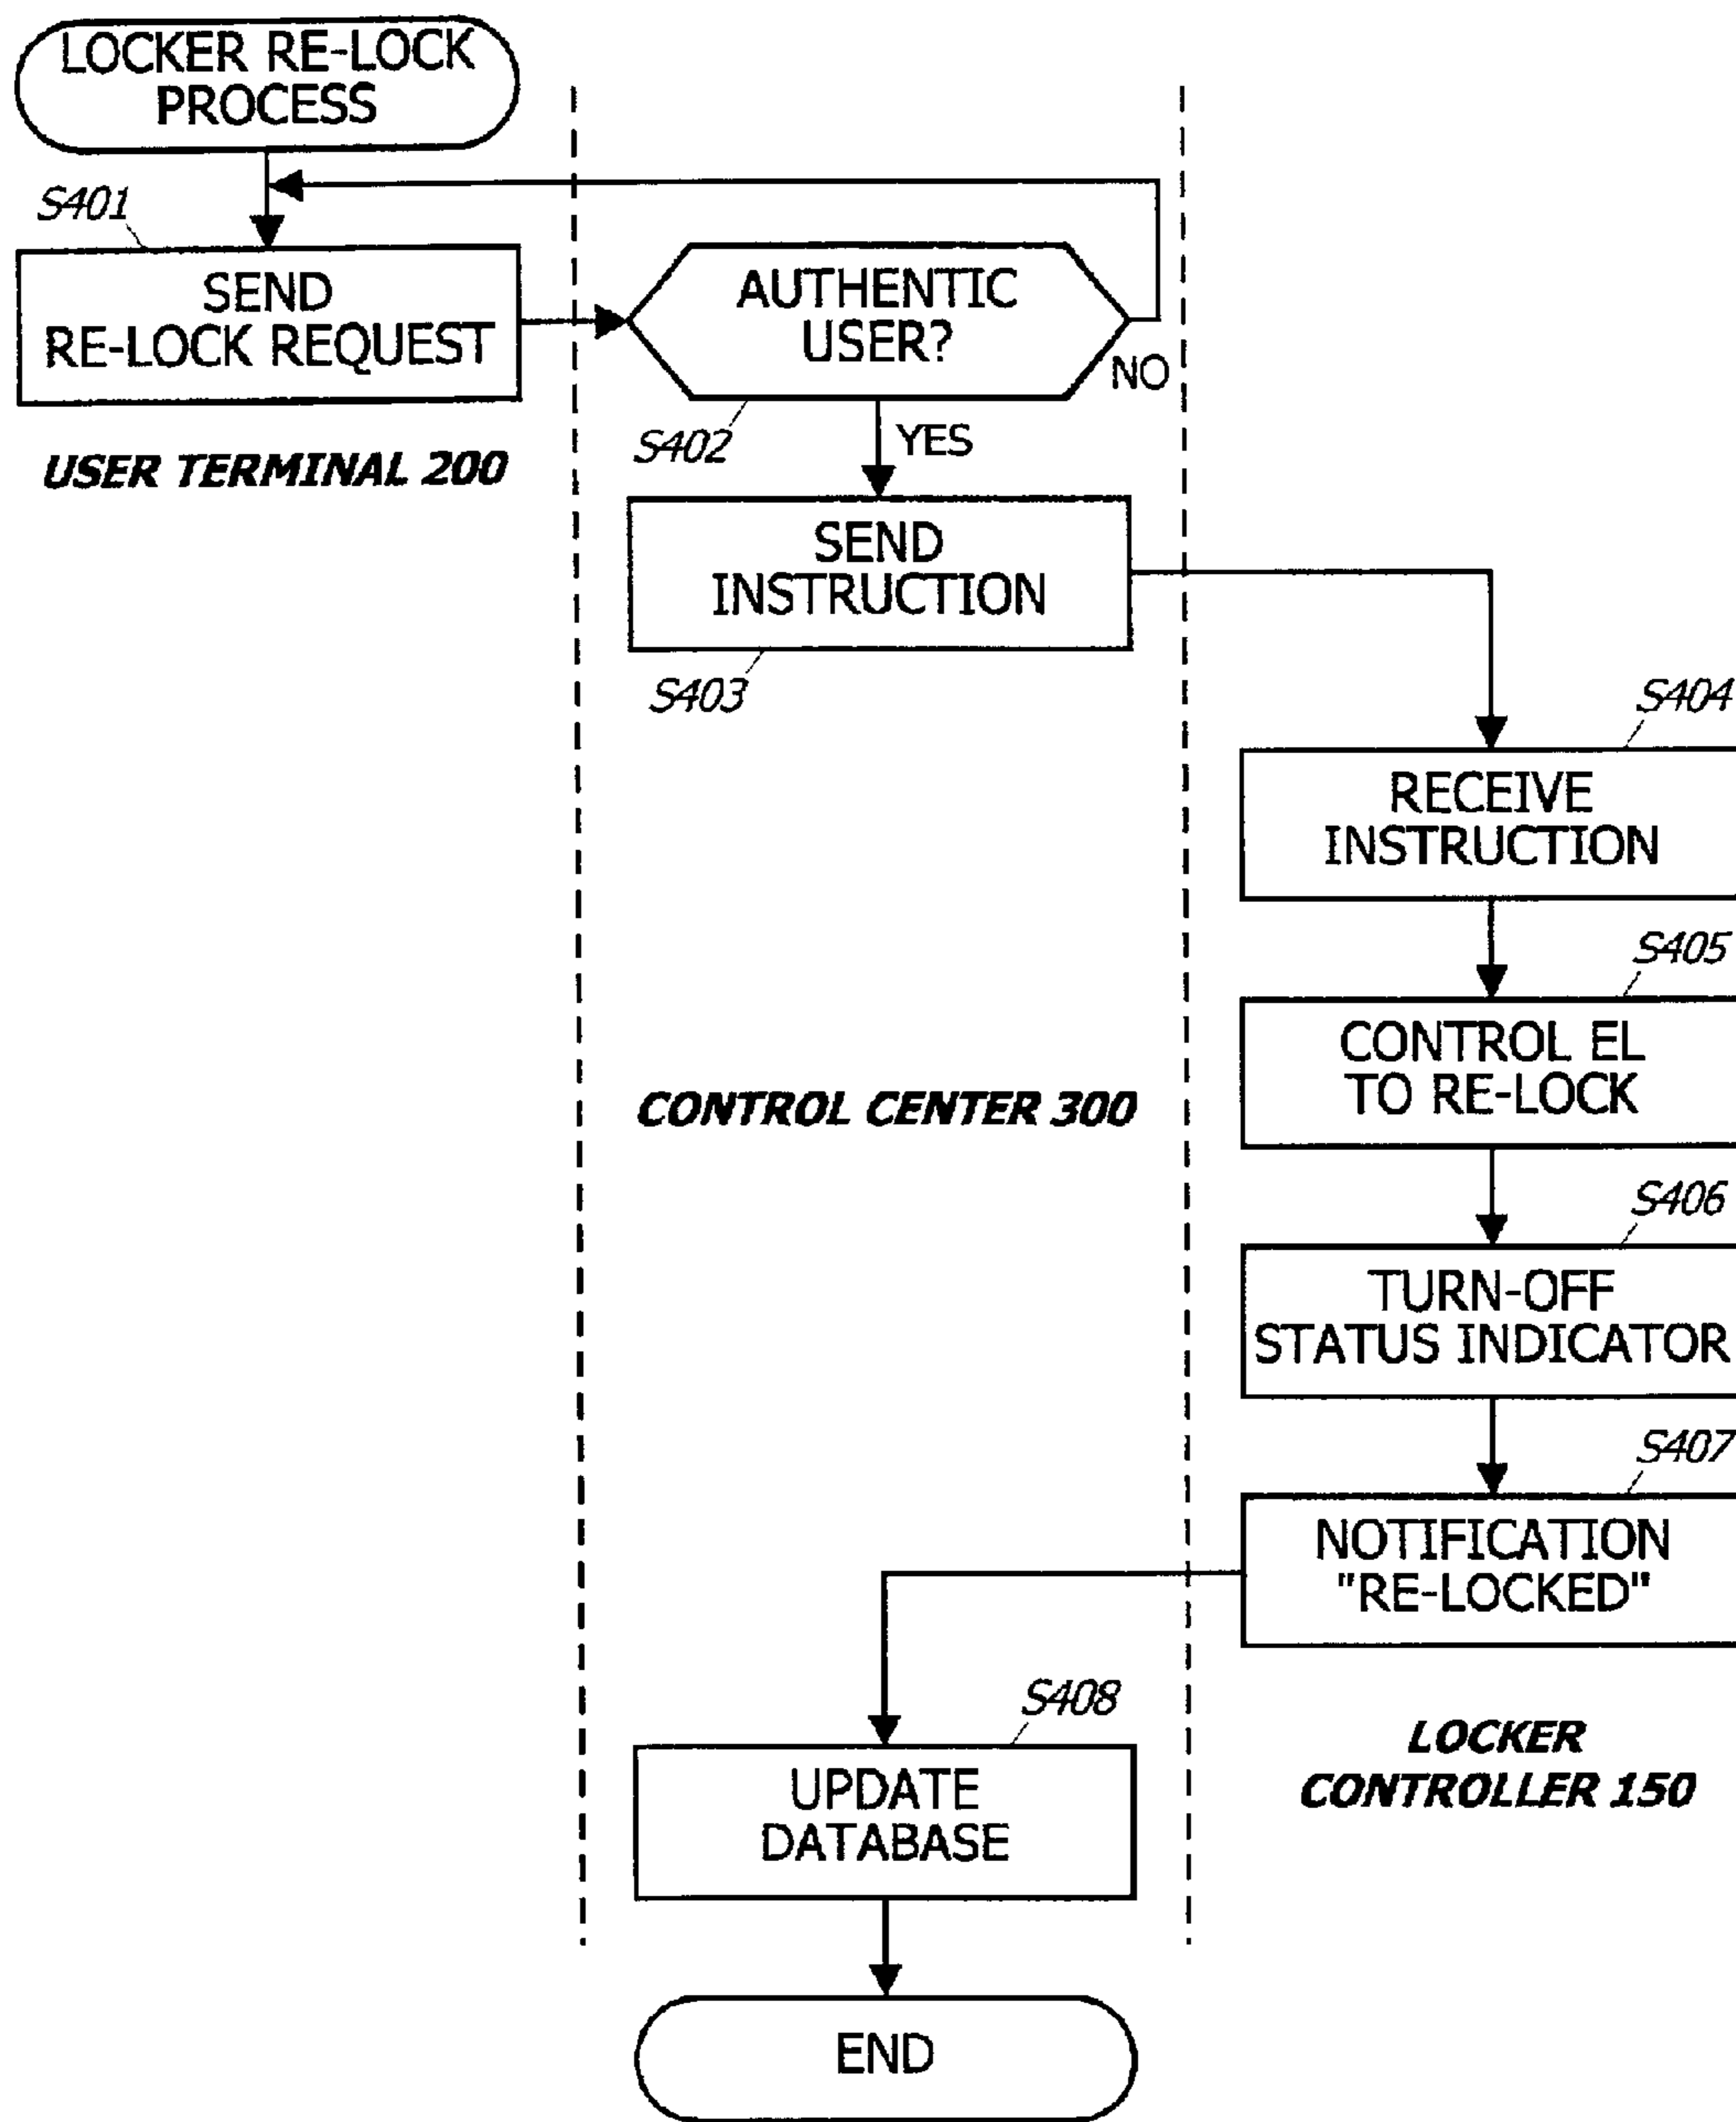 LOCKER RE-LOCK
PROCESS
S401
SEND
RE-LOCK REQUEST
USER TERMINAL 200
AUTHENTIC
USER?
NO
S402
YES
SEND
INSTRUCTION
S403
S404
RECEIVE
INSTRUCTION
S405
CONTROL EL
TO RE-LOCK
CONTROL CENTER 300
S406
TURN-OFF
STATUS INDICATOR
S407
NOTIFICATION
"RE-LOCKED"
LOCKER
CONTROLLER 150
S408
UPDATE
DATABASE
END